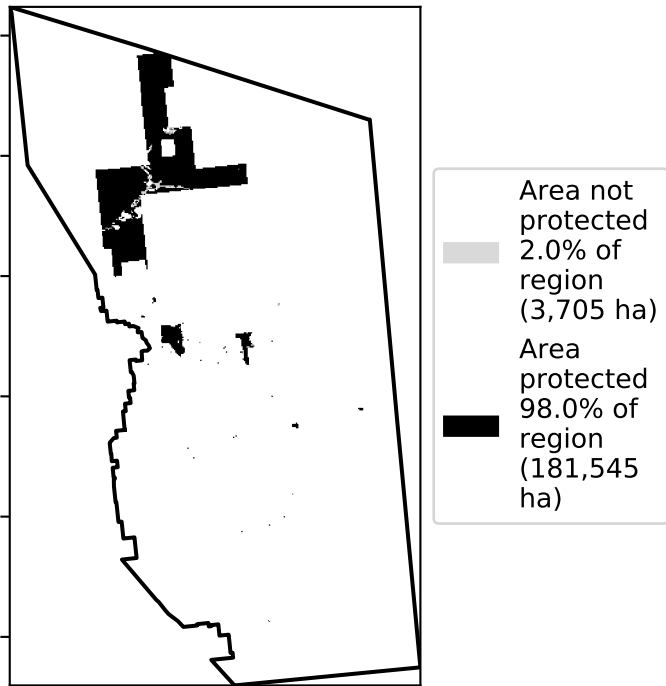 Area not
protected
2.0% of
region
(3,705 ha)
Area
protected
98.0% of
region
(181,545
ha)